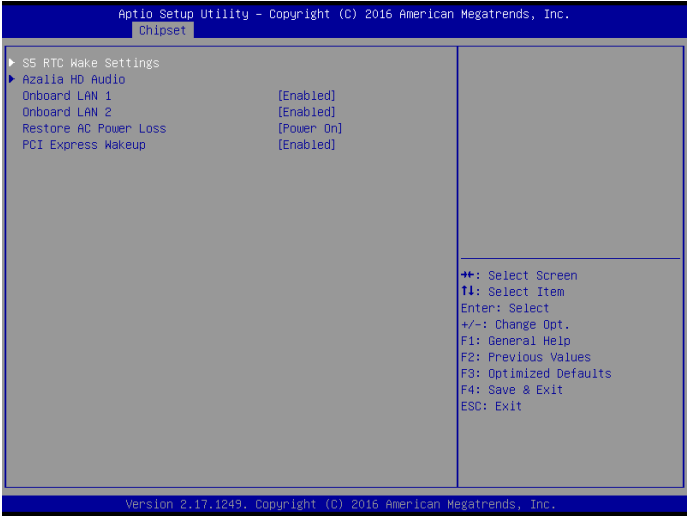 Aptio Setup Utility – Copyright (C) 2016 American Megatrends, Inc.
Chipset
▶ S5 RTC Wake Settings
▶ Azalia HD Audio
Onboard LAN 1 [Enabled]
Onboard LAN 2 [Enabled]
Restore AC Power Loss [Power On]
PCI Express Wakeup [Enabled]
→←: Select Screen
↑↓: Select Item
Enter: Select
+/-: Change Opt.
F1: General Help
F2: Previous Values
F3: Optimized Defaults
F4: Save & Exit
ESC: Exit
Version 2.17.1249. Copyright (C) 2016 American Megatrends, Inc.